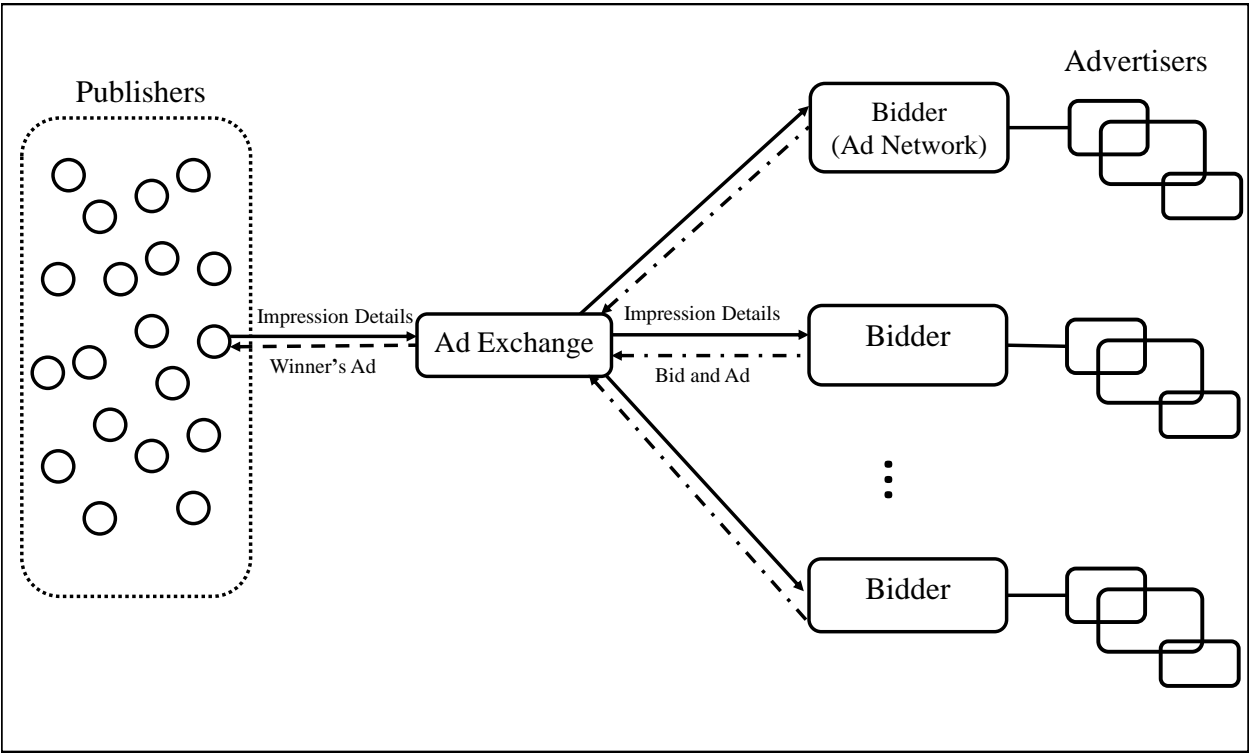 Publishers
Advertisers
Bidder
(Ad Network)
Impression Details
Winner’s Ad
Ad Exchange
Impression Details
Bid and Ad
Bidder
Bidder